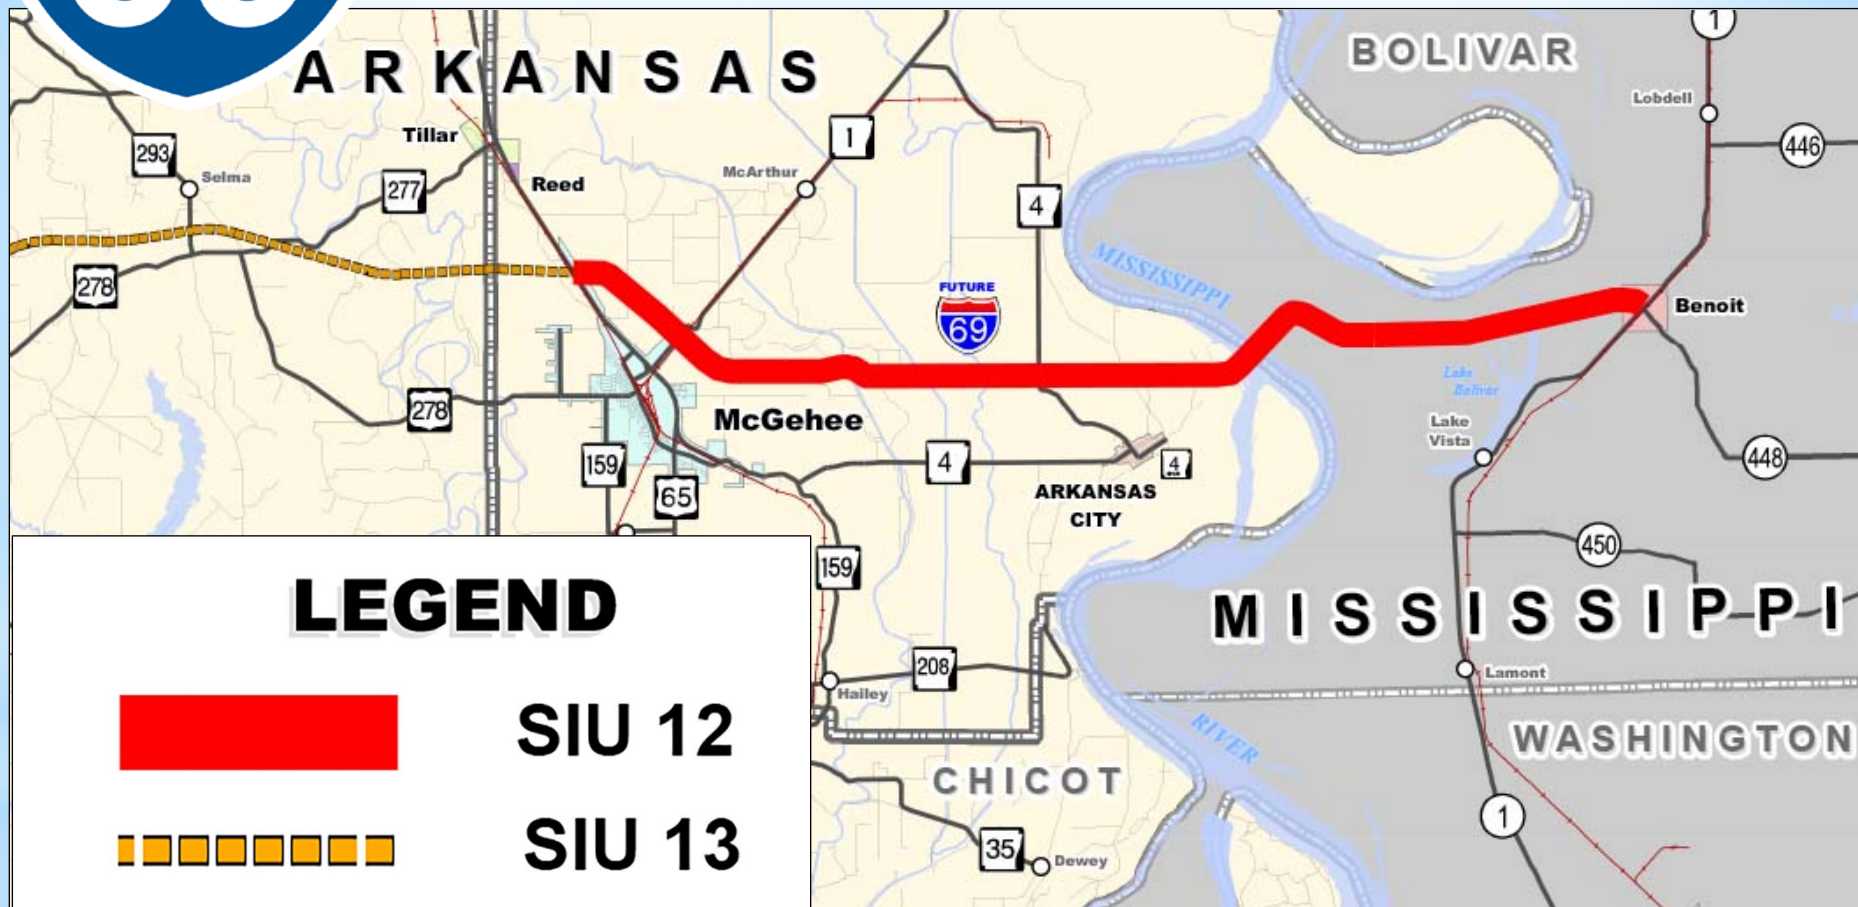 ARKANSAS
BOLIVAR
1
Lobdell
Tillar
1
446
293
McArthur
Selma
Reed
277
4
MISSISSIPPI
278
FUTURE
69
Benoit
Lake
Bolivar
278
McGehee
Lake
Vista
159
4
4
448
65
ARKANSAS
CITY
450
159
LEGEND
MISSISSIPPI
208
Lamont
Hailey
SIU 12
RIVER
WASHINGTON
CHICOT
1
SIU 13
35
Dewey